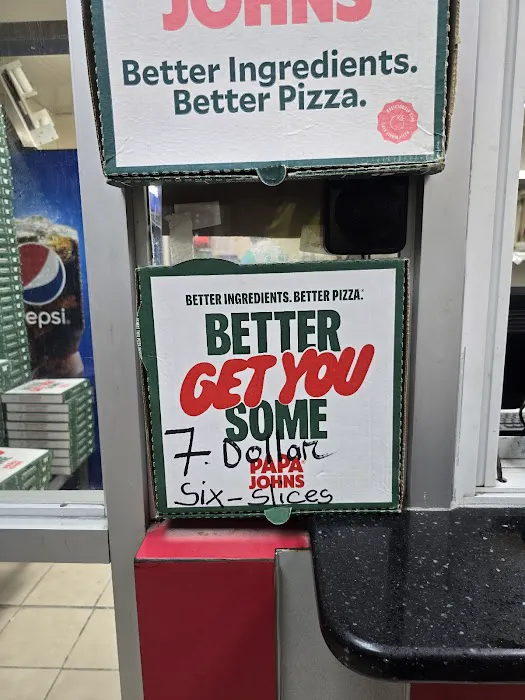 JOHNS
Better Ingredients.
Better Pizza.
epsi
BETTER INGREDIENTS. BETTER PIZZA.
BETTER
GET YOU
SOME
7. Dollar
PAPA
JOHNS
Six-Slices